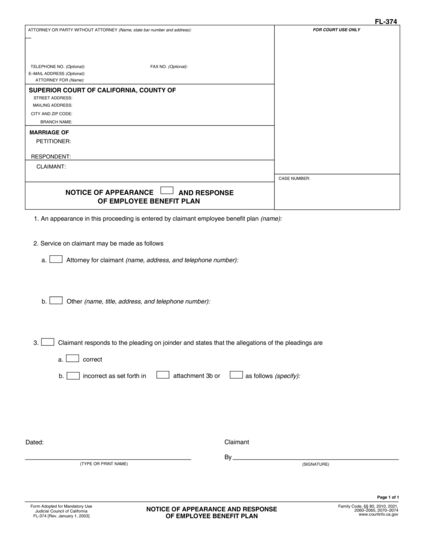 FL-374
ATTORNEY OR PARTY WITHOUT ATTORNEY (Name, state bar number and address):
FOR COURT USE ONLY
TELEPHONE NO. (Optional): FAX NO. (Optional):
E-MAIL ADDRESS (Optional):
ATTORNEY FOR (Name):
SUPERIOR COURT OF CALIFORNIA, COUNTY OF
STREET ADDRESS:
MAILING ADDRESS:
CITY AND ZIP CODE:
BRANCH NAME:
MARRIAGE OF
PETITIONER:
RESPONDENT:
CLAIMANT:
CASE NUMBER:
NOTICE OF APPEARANCE AND RESPONSE
OF EMPLOYEE BENEFIT PLAN
1. An appearance in this proceeding is entered by claimant employee benefit plan (name):
2. Service on claimant may be made as follows
a. Attorney for claimant (name, address, and telephone number):
b. Other (name, title, address, and telephone number):
3. Claimant responds to the pleading on joinder and states that the allegations of the pleadings are
a. correct
b. incorrect as set forth in attachment 3b or as follows (specify):
Dated: Claimant
By
(TYPE OR PRINT NAME) (SIGNATURE)
Page 1 of 1
Form Adopted for Mandatory Use
Judicial Council of California
FL-374 [Rev. January 1, 2003]
NOTICE OF APPEARANCE AND RESPONSE
OF EMPLOYEE BENEFIT PLAN
Family Code, §§ 80, 2010, 2021,
2060–2065, 2070–2074
www.courtinfo.ca.gov